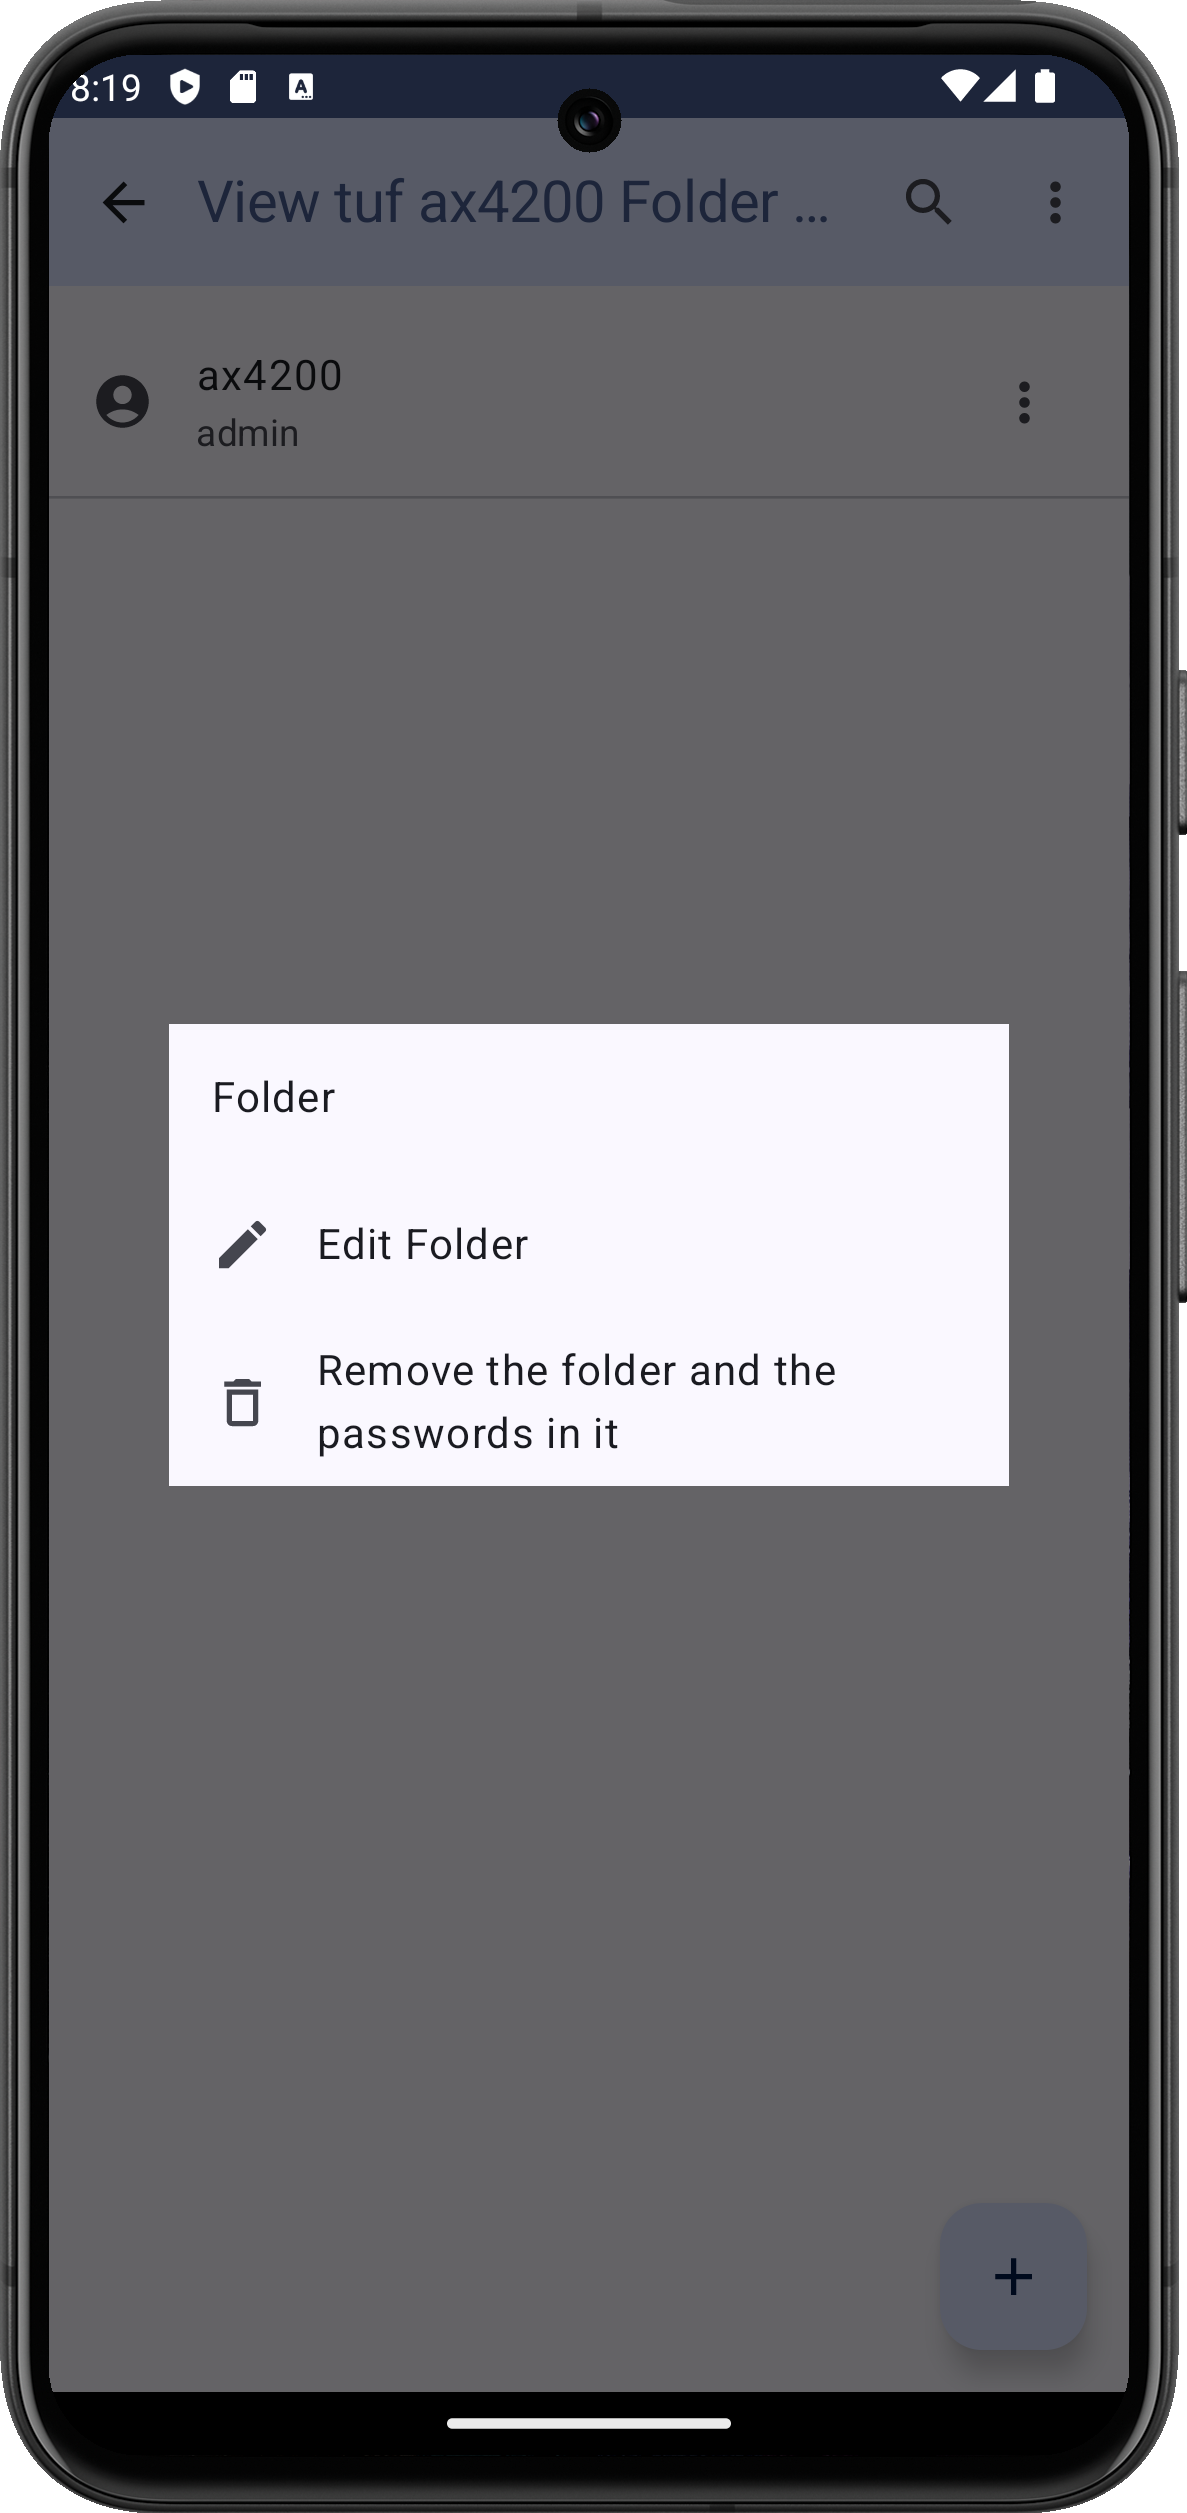 8:19
View tuf ax4200 Folder ...
ax4200
admin
Folder
Edit Folder
Remove the folder and the
passwords in it